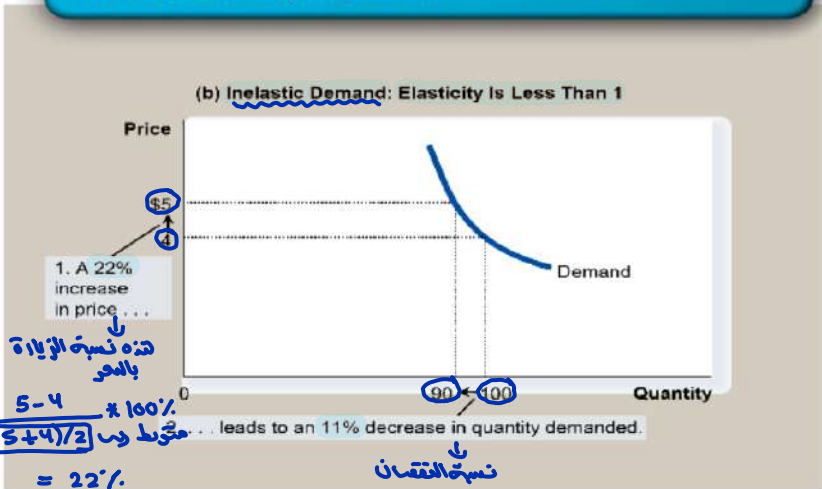 (b) Inelastic Demand: Elasticity Is Less Than 1
Price
$5
4
1. A 22%
increase
in price . . .
هذه نسبة الزيارة
بالسعر
5-4
(5+4)/2
* 100%
متوسط
= 22%
Demand
0
90
100
Quantity
2. . . . leads to an 11% decrease in quantity demanded.
نسبة النقصان